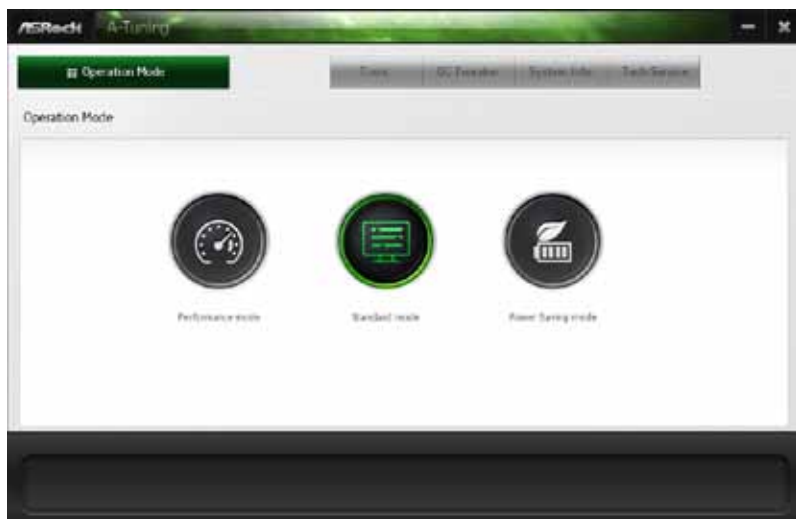 ASRock A-Tuning
Operation Mode
Tools OC Tweaker System Info Tech Service
Operation Mode
Performance mode Standard mode Power Saving mode